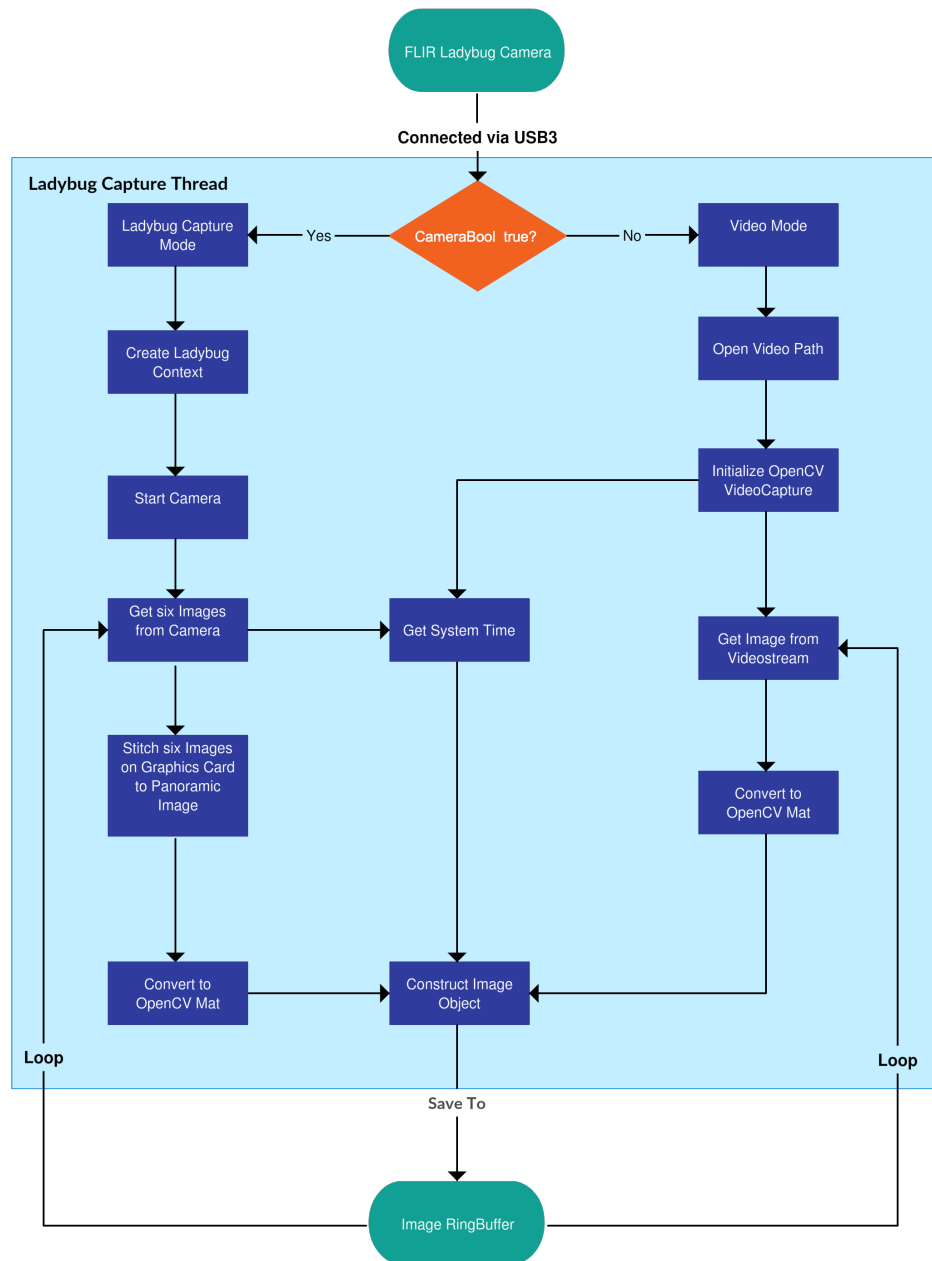 FLIR Ladybug Camera
Connected via USB3
Ladybug Capture Thread
Ladybug Capture
Mode
Yes
CameraBool true?
No
Video Mode
Create Ladybug
Context
Open Video Path
Start Camera
Initialize OpenCV
VideoCapture
Get six Images
from Camera
Get System Time
Get Image from
Videostream
Stitch six Images
on Graphics Card
to Panoramic
Image
Convert to
OpenCV Mat
Convert to
OpenCV Mat
Construct Image
Object
Loop
Loop
Save To
Image RingBuffer